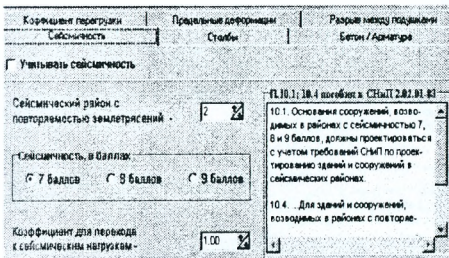 Коэффициент перегрузки
Предельные деформации
Разрыв между подушками
Сейсмичность
Столбы
Бетон / Арматура
Учитывать сейсмичность
Сейсмический район с
повторяемостью землетрясений -
2
Сейсмичность, в баллах
7 баллов
8 баллов
9 баллов
Коэффициент для перехода
к сейсмическим нагрузкам -
1.00
П.10.1; 10.4 пособия к СНиП 2.02.01-83
10.1. Основания сооружений, возво-
димых в районах с сейсмичностью 7,
8 и 9 баллов, должны проектироваться
с учетом требований СНиП по проек-
тированию зданий и сооружений в
сейсмических районах.
10.4. . Для зданий и сооружений,
возводимых в районах с повторяе-